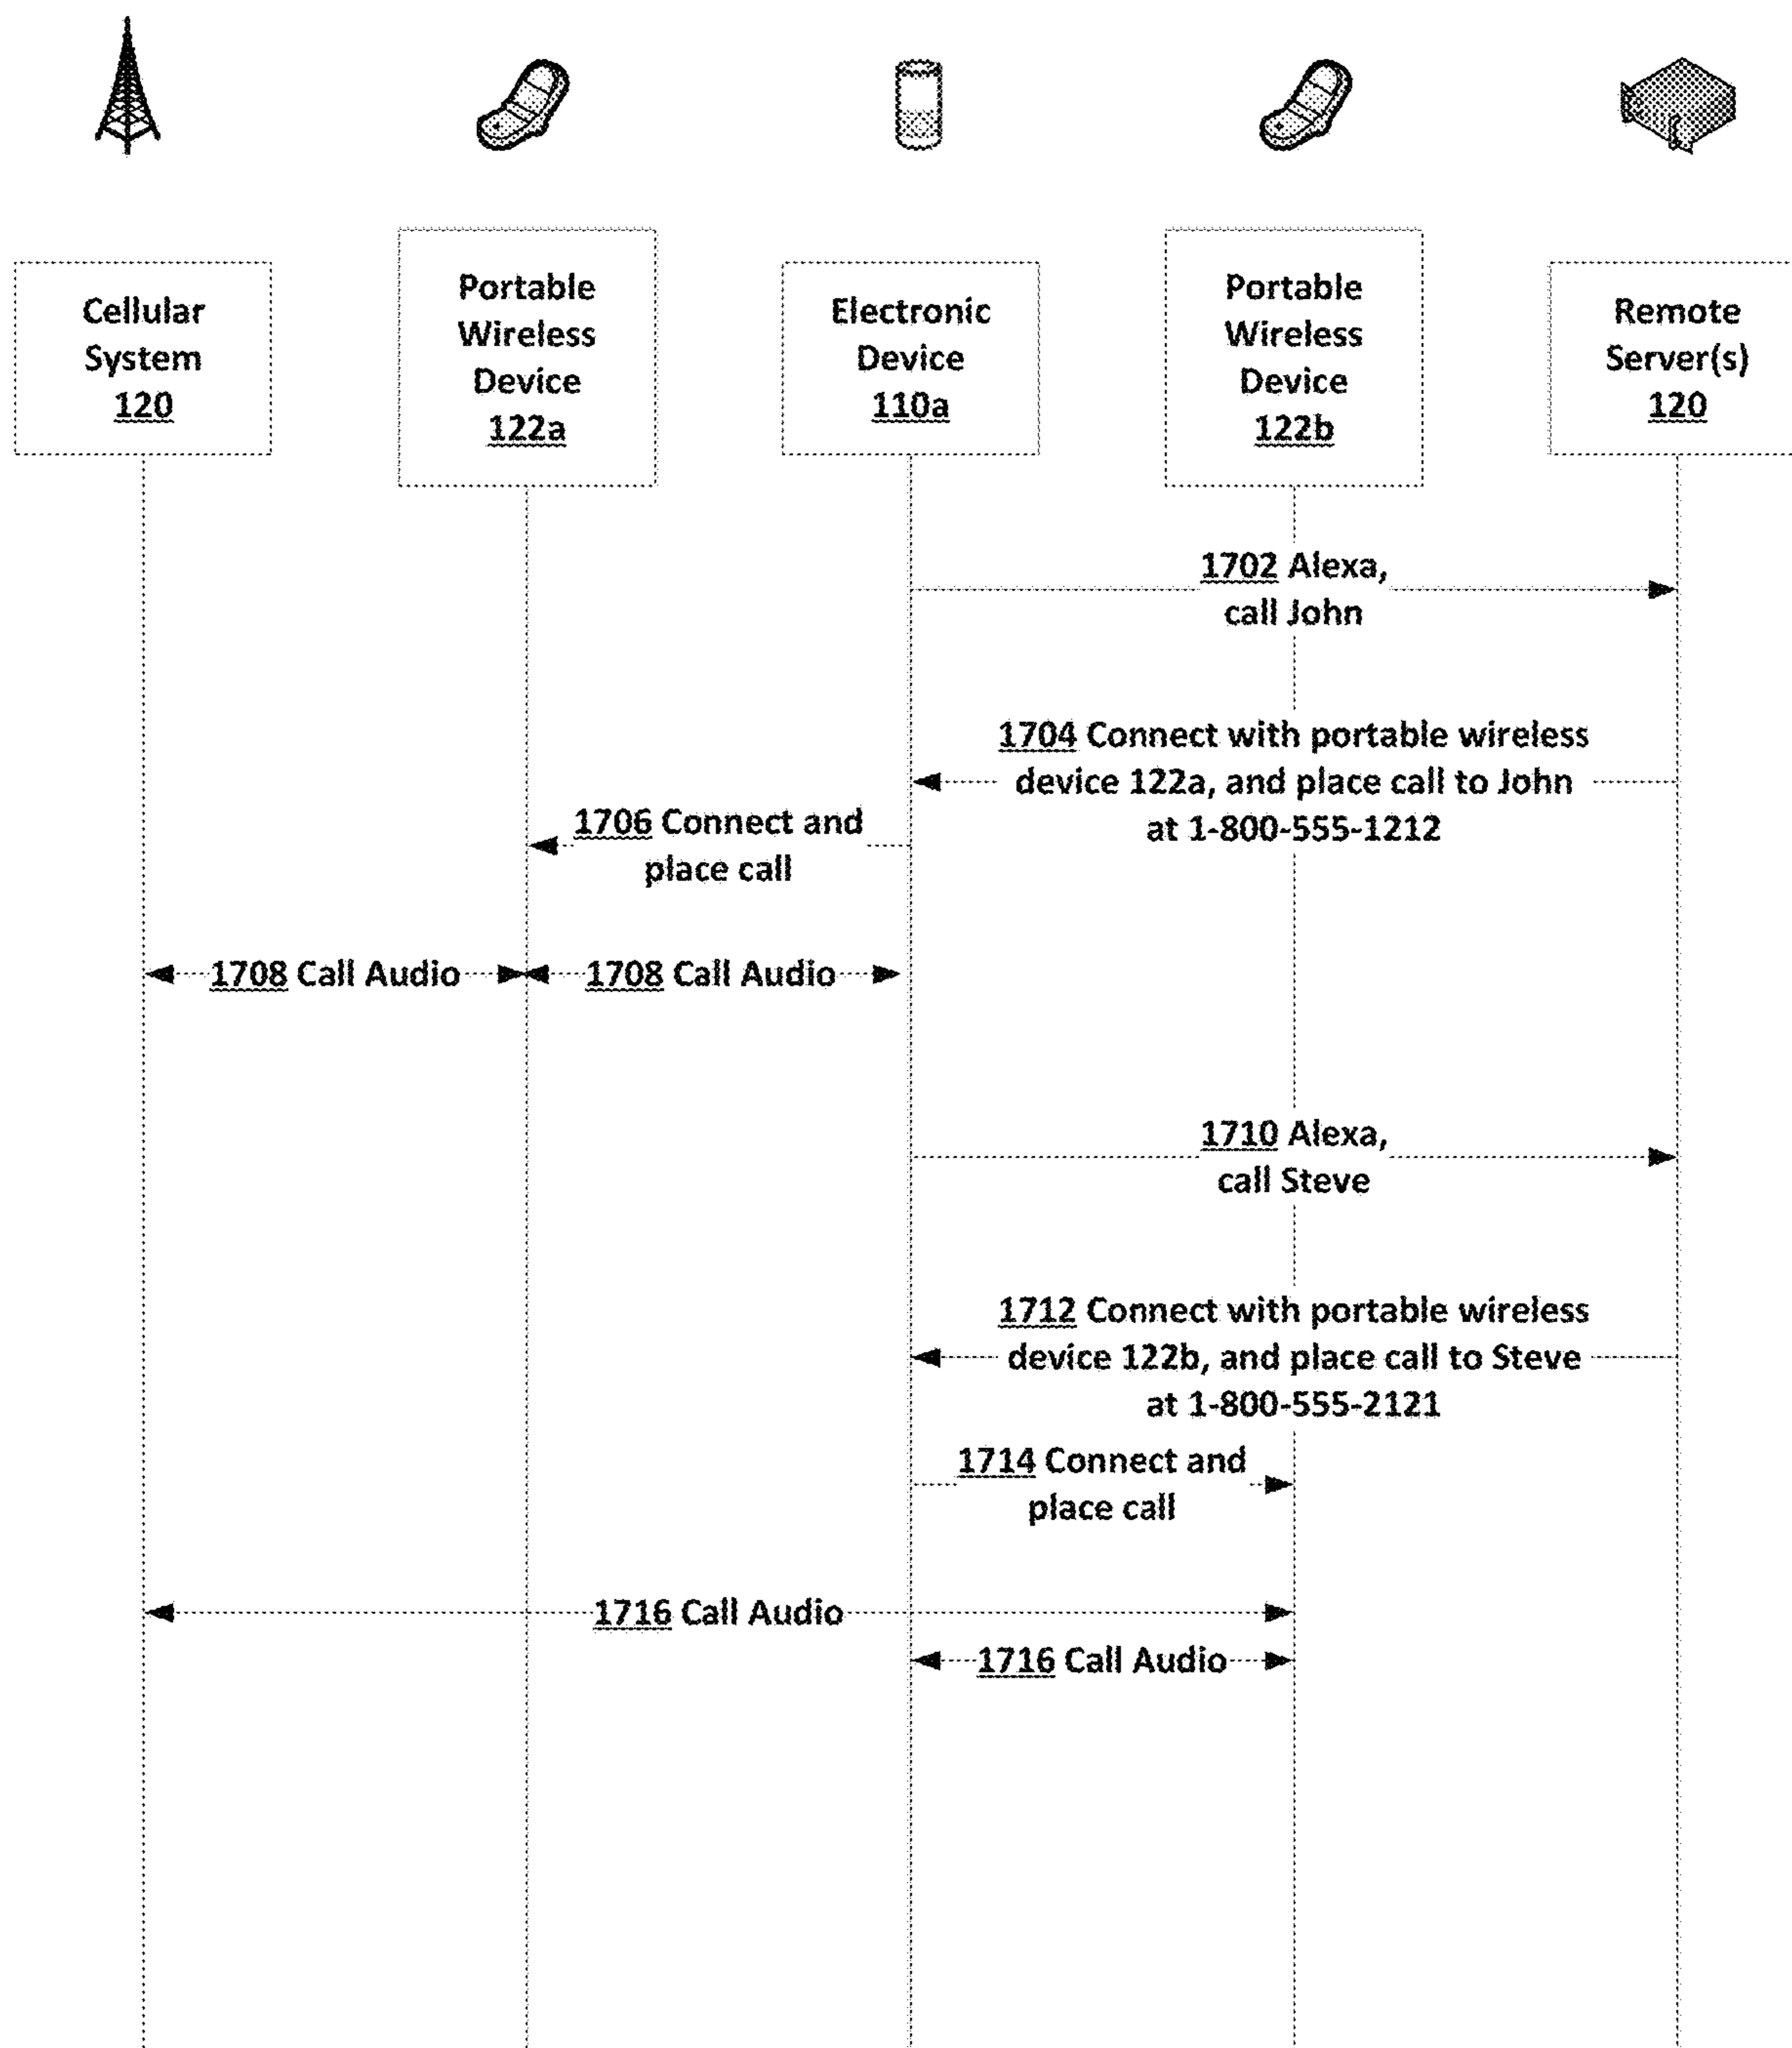 Cellular
System
120
Portable
Wireless
Device
122a
Electronic
Device
110a
Portable
Wireless
Device
122b
Remote
Server(s)
120
1702 Alexa,
call John
1704 Connect with portable wireless
device 122a, and place call to John
at 1-800-555-1212
1706 Connect and
place call
1708 Call Audio
1708 Call Audio
1710 Alexa,
call Steve
1712 Connect with portable wireless
device 122b, and place call to Steve
at 1-800-555-2121
1714 Connect and
place call
1716 Call Audio
1716 Call Audio